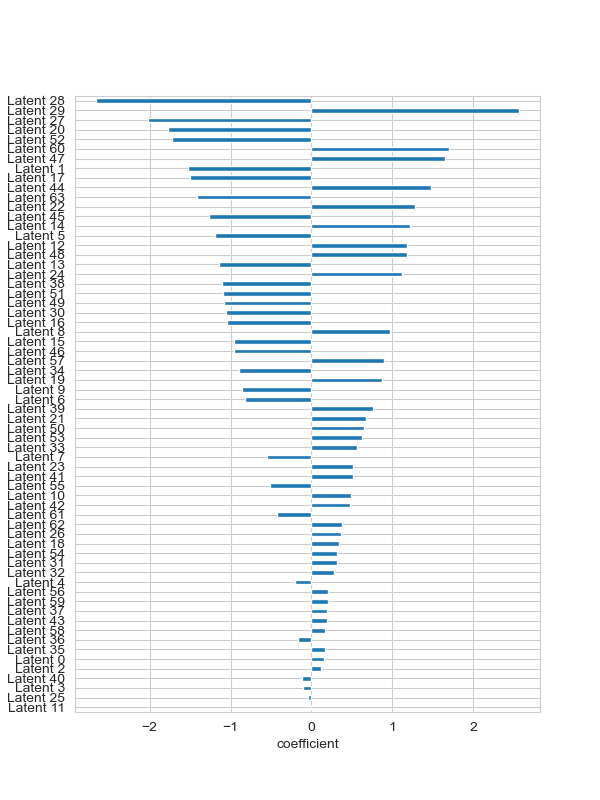 Latent 28
Latent 29
Latent 27
Latent 20
Latent 52
Latent 60
Latent 47
Latent 1
Latent 17
Latent 44
Latent 63
Latent 22
Latent 45
Latent 14
Latent 5
Latent 12
Latent 48
Latent 13
Latent 24
Latent 38
Latent 51
Latent 49
Latent 30
Latent 16
Latent 8
Latent 15
Latent 46
Latent 57
Latent 34
Latent 19
Latent 9
Latent 6
Latent 39
Latent 21
Latent 50
Latent 53
Latent 33
Latent 7
Latent 23
Latent 41
Latent 55
Latent 10
Latent 42
Latent 61
Latent 62
Latent 26
Latent 18
Latent 54
Latent 31
Latent 32
Latent 4
Latent 56
Latent 59
Latent 37
Latent 43
Latent 58
Latent 36
Latent 35
Latent 0
Latent 2
Latent 40
Latent 3
Latent 25
Latent 11
−2 −1 0 1 2
coefficient